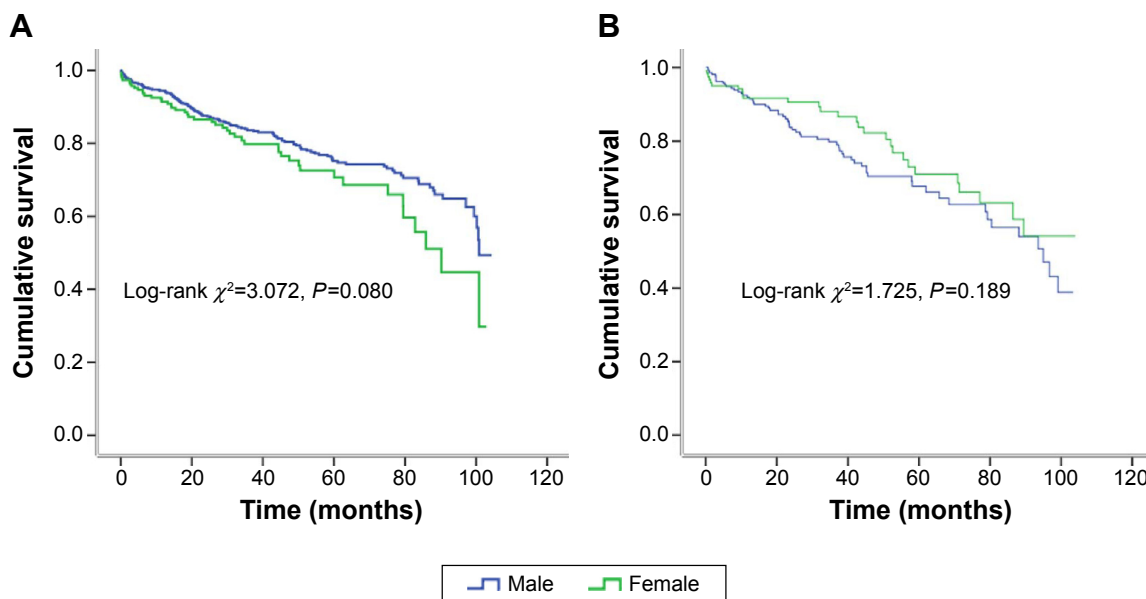 A
Cumulative survival
1.0
0.8
0.6
0.4
0.2
0.0
Log-rank χ²=3.072, P=0.080
0 20 40 60 80 100 120
Time (months)
B
Cumulative survival
1.0
0.8
0.6
0.4
0.2
0.0
Log-rank χ²=1.725, P=0.189
0 20 40 60 80 100 120
Time (months)
Male Female